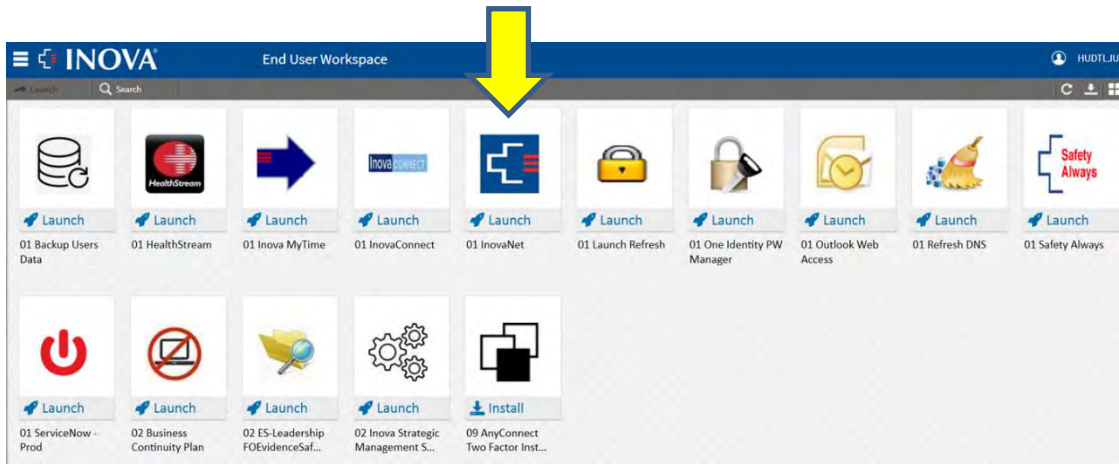 INOVA
End User Workspace
HUDTLJU
Launch
Search
HealthStream
Inova CONNECT
Safety
Always
Launch
Launch
Launch
Launch
Launch
Launch
Launch
Launch
Launch
Launch
01 Backup Users
Data
01 HealthStream
01 Inova MyTime
01 InovaConnect
01 InovaNet
01 Launch Refresh
01 One Identity PW
Manager
01 Outlook Web
Access
01 Refresh DNS
01 Safety Always
Launch
Launch
Launch
Launch
Install
01 ServiceNow -
Prod
02 Business
Continuity Plan
02 ES-Leadership
FOEvidenceSaf...
02 Inova Strategic
Management S...
09 AnyConnect
Two Factor Inst...